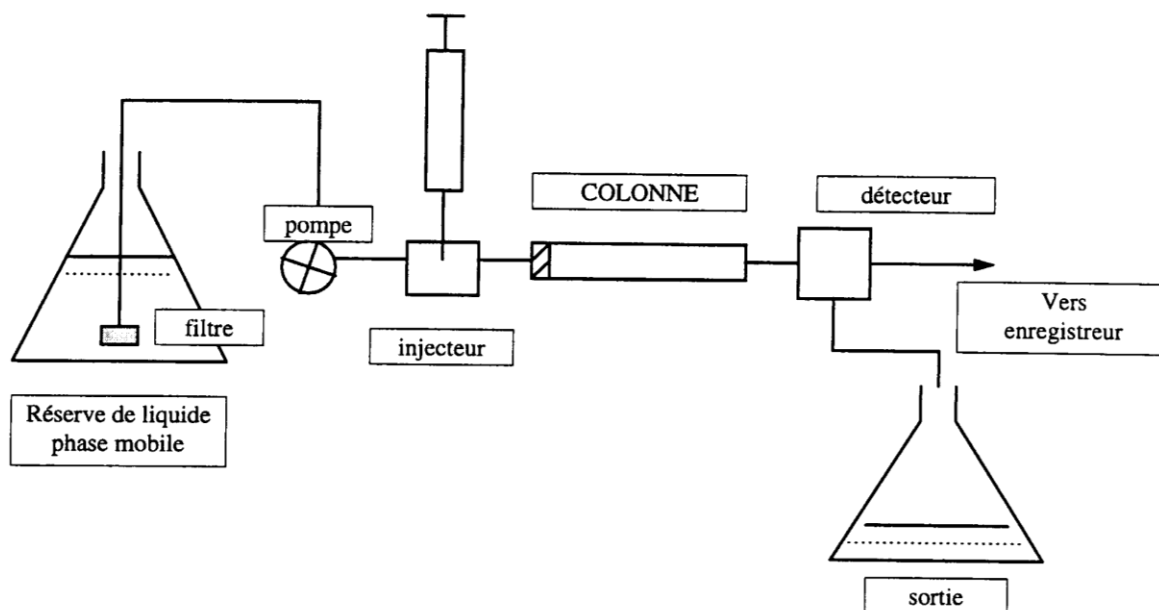 COLONNE
détecteur
pompe
filtre
injecteur
Vers
enregistreur
Réserve de liquide
phase mobile
sortie